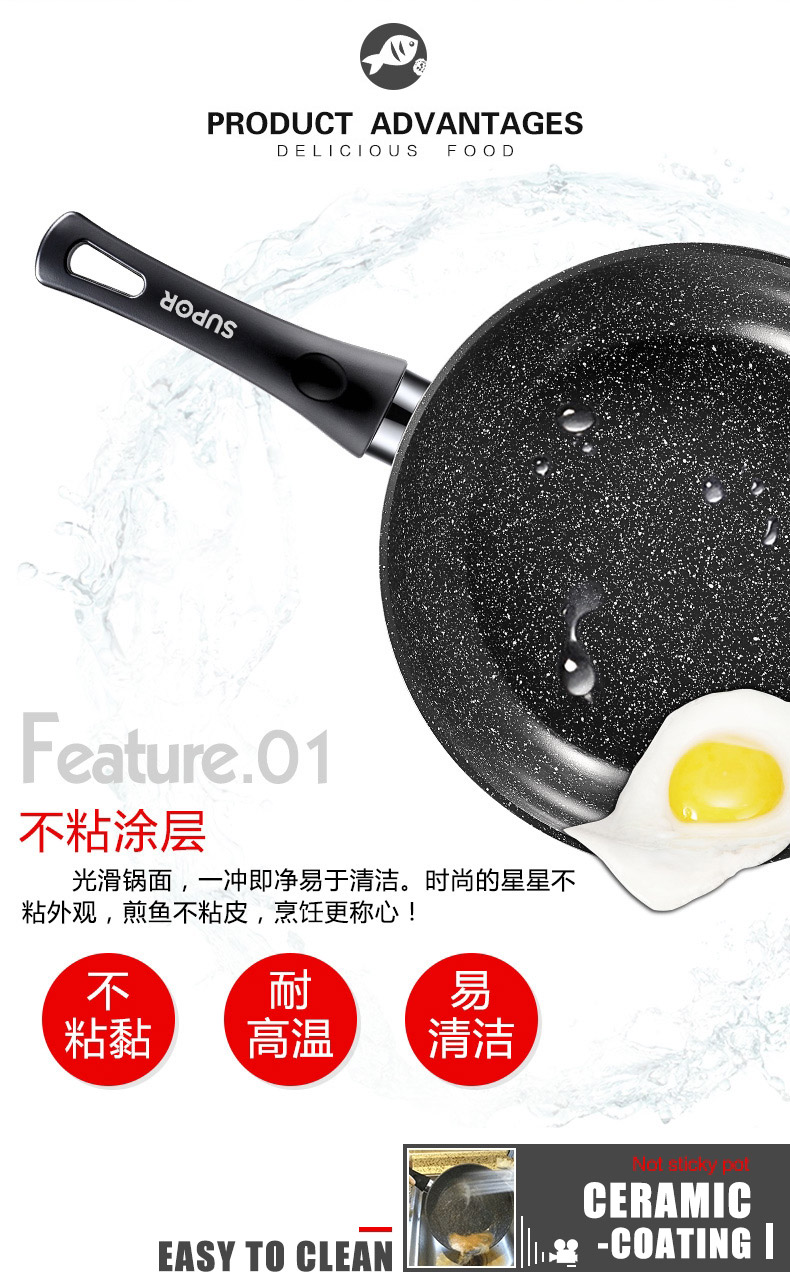 PRODUCT ADVANTAGES
DELICIOUS FOOD
SUPOR
Feature.01
不粘涂层
光滑锅面，一冲即净易于清洁。时尚的星星不
粘外观，煎鱼不粘皮，烹饪更称心！
不
粘黏
耐
高温
易
清洁
Not sticky pot
CERAMIC
-COATING
EASY TO CLEAN